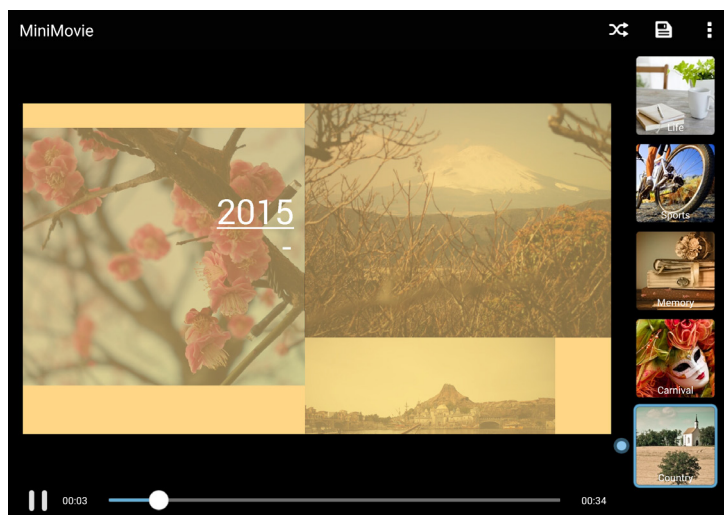 MiniMovie
2015
-
Life
Sports
Memory
Carnival
Country
00:03
00:34